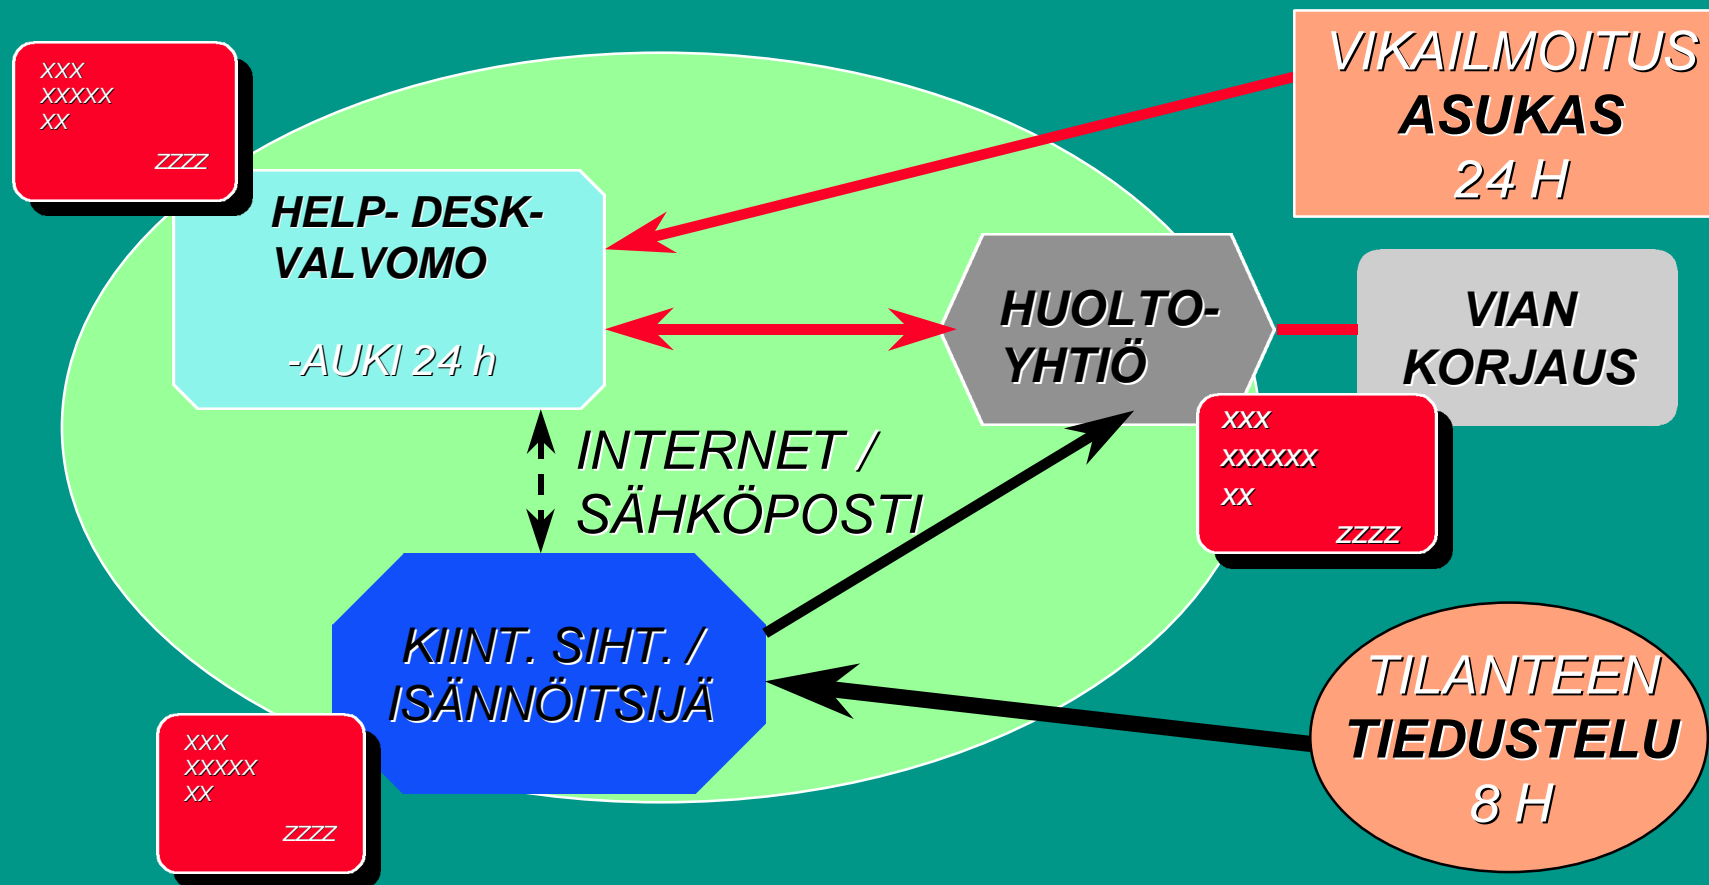 XXX
XXXXX
XX
ZZZZ
HELP- DESK-
VALVOMO
-AUKI 24 h
VIKAILMOITUS
ASUKAS
24 H
HUOLTO-
YHTIÖ
VIAN
KORJAUS
xxx
xxxxxx
xx
zzzz
INTERNET /
SÄHKÖPOSTI
KIINT. SIHT. /
ISÄNNÖITSIJÄ
XXX
XXXXX
XX
ZZZZ
TILANTEEN
TIEDUSTELU
8 H